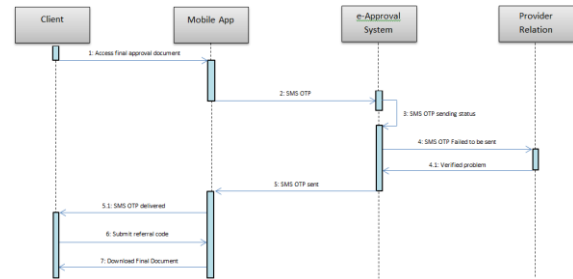 Client
Mobile App
e-Approval
System
Provider
Relation
1: Access final approval document
2: SMS OTP
3: SMS OTP sending status
4: SMS OTP Failed to be sent
4.1: Verified problem
5: SMS OTP sent
5.1: SMS OTP delivered
6: Submit referral code
7: Download Final Document